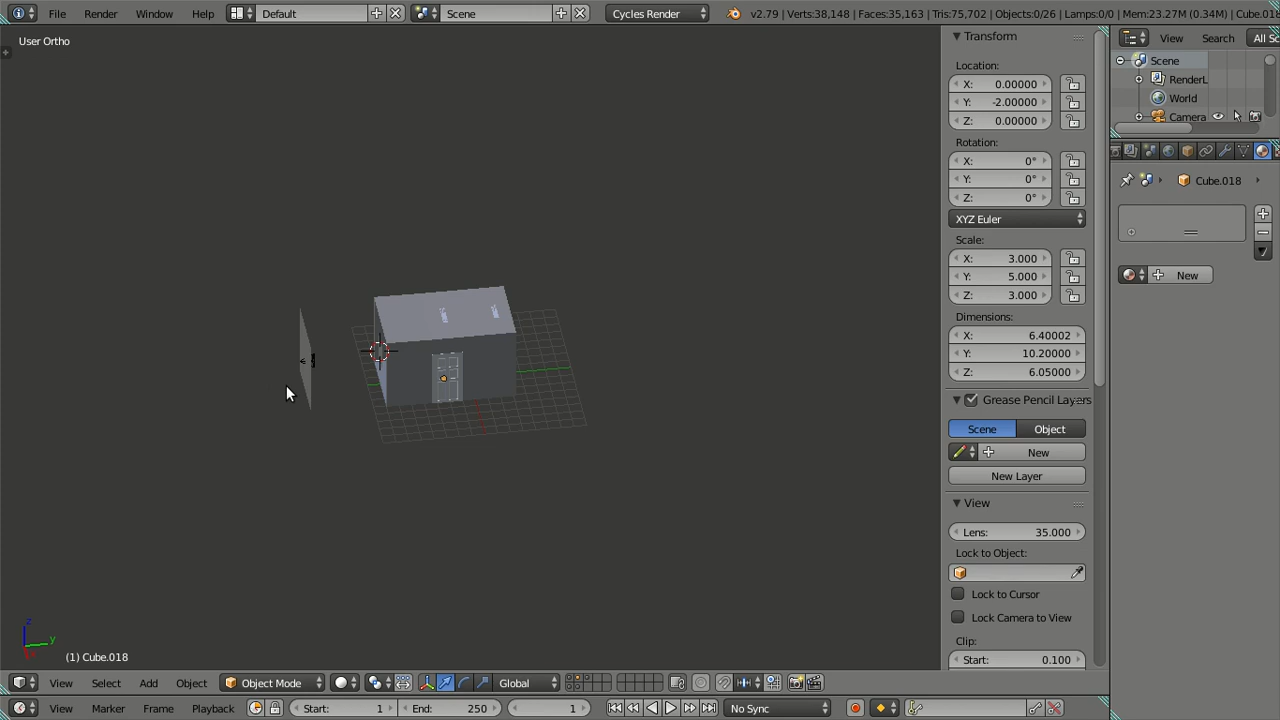 File Render Window Help Default Scene Cycles Render v2.79 | Verts:38,148 | Faces:35,163 | Tris:75,702 | Objects:0/26 | Lamps:0/0 | Mem:23.27M (0.34M) | Cube.018
User Ortho
Transform
View Search All Sc
Location:
X: 0.00000
Y: -2.00000
Z: 0.00000
Scene
RenderL
World
Camera
Rotation:
X: 0°
Y: 0°
Z: 0°
XYZ Euler
Cube.018
Scale:
X: 3.000
Y: 5.000
Z: 3.000
New
Dimensions:
X: 6.40002
Y: 10.20000
Z: 6.05000
Grease Pencil Layers
Scene Object
New
New Layer
View
Lens: 35.000
Lock to Object:
Lock to Cursor
Lock Camera to View
Clip:
Start: 0.100
z
y
(1) Cube.018
View Select Add Object Object Mode Global
View Marker Frame Playback Start: 1 End: 250 1 No Sync